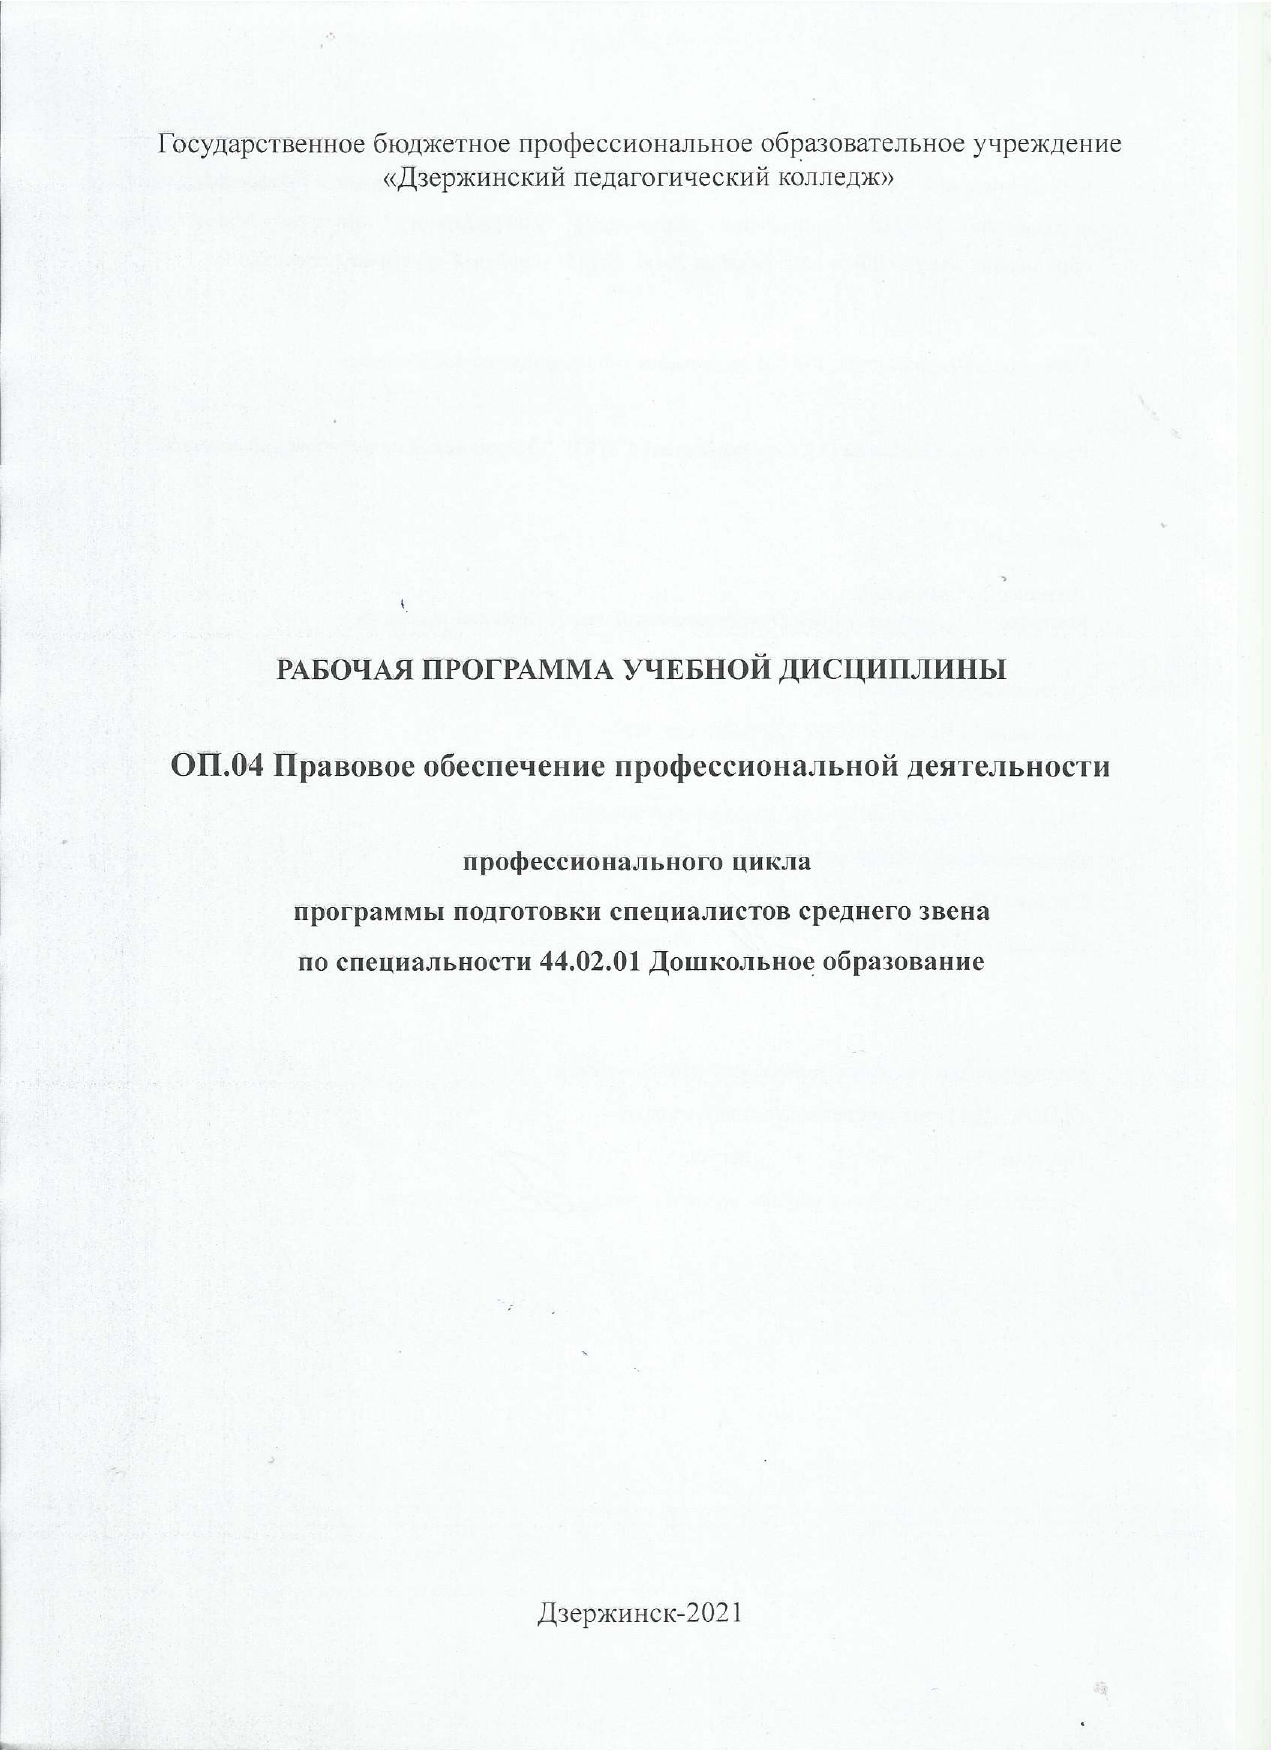 Государственное бюджетное профессиональное образовательное учреждение
«Дзержинский педагогический колледж»
РАБОЧАЯ ПРОГРАММА УЧЕБНОЙ ДИСЦИПЛИНЫ
ОП.04 Правовое обеспечение профессиональной деятельности
профессионального цикла
программы подготовки специалистов среднего звена
по специальности 44.02.01 Дошкольное образование
Дзержинск-2021